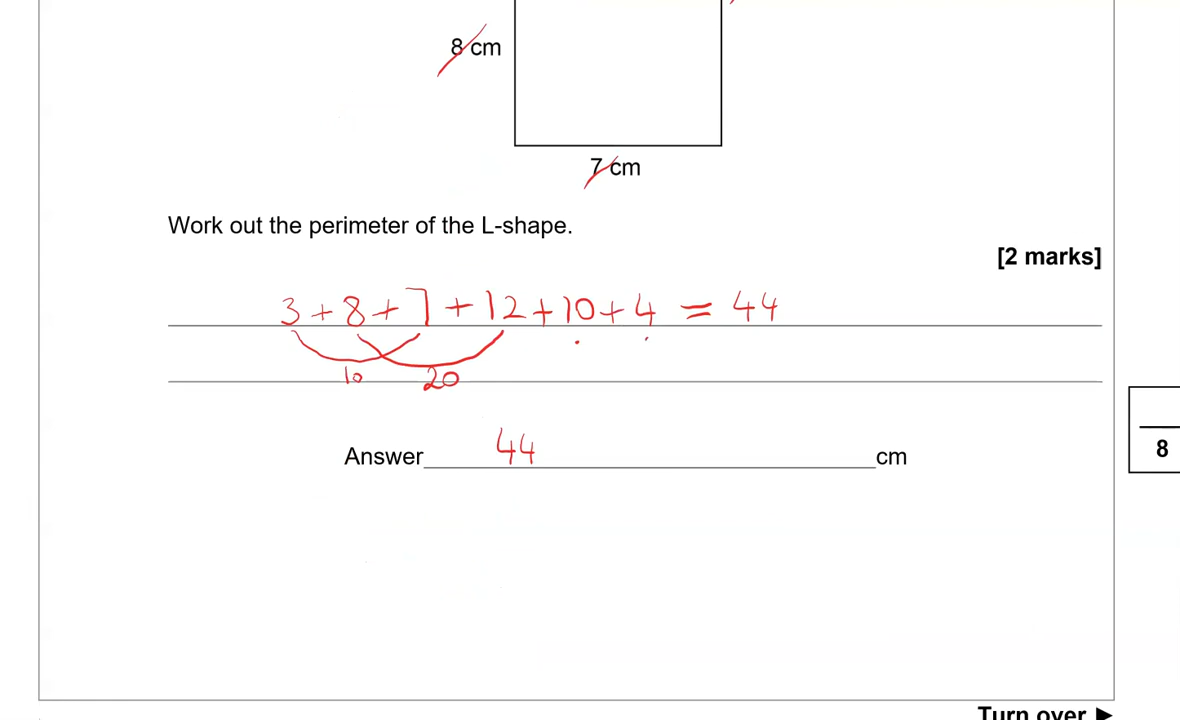 8 cm
7 cm
Work out the perimeter of the L-shape.
[2 marks]
3 + 8 + 7 + 12 + 10 + 4 = 44
10 20
Answer 44 cm
8
Turn over ►